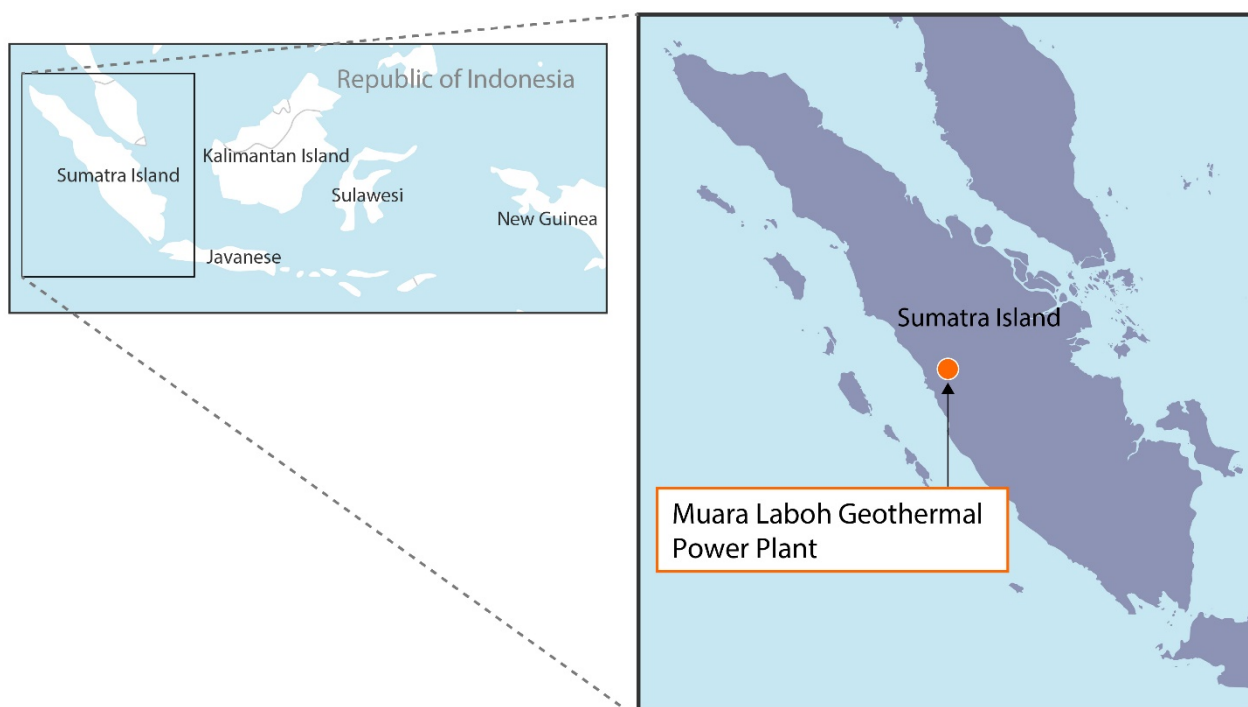 Republic of Indonesia
Kalimantan Island
Sumatra Island
Sulawesi
New Guinea
Javanese
Sumatra Island
Muara Laboh Geothermal
Power Plant